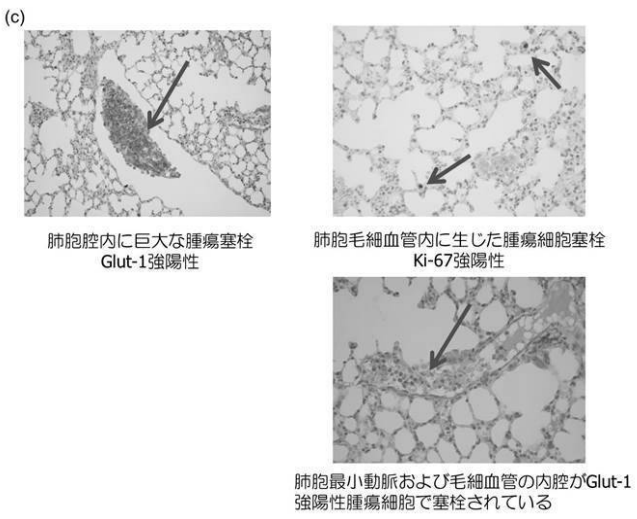 (c)
肺胞腔内に巨大な腫瘍塞栓
Glut-1強陽性
肺胞毛細血管内に生じた腫瘍細胞塞栓
Ki-67強陽性
肺胞最小動脈および毛細血管の内腔がGlut-1
強陽性腫瘍細胞で塞栓されている